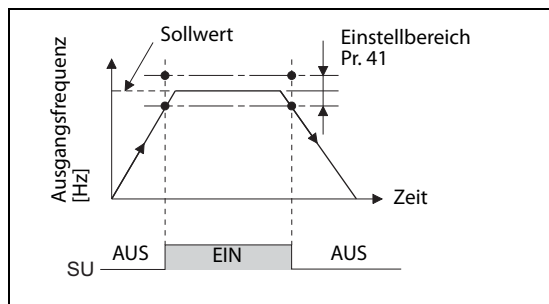 Sollwert
Einstellbereich
Pr. 41
Ausgangsfrequenz
[Hz]
Zeit
AUS
EIN
AUS
SU